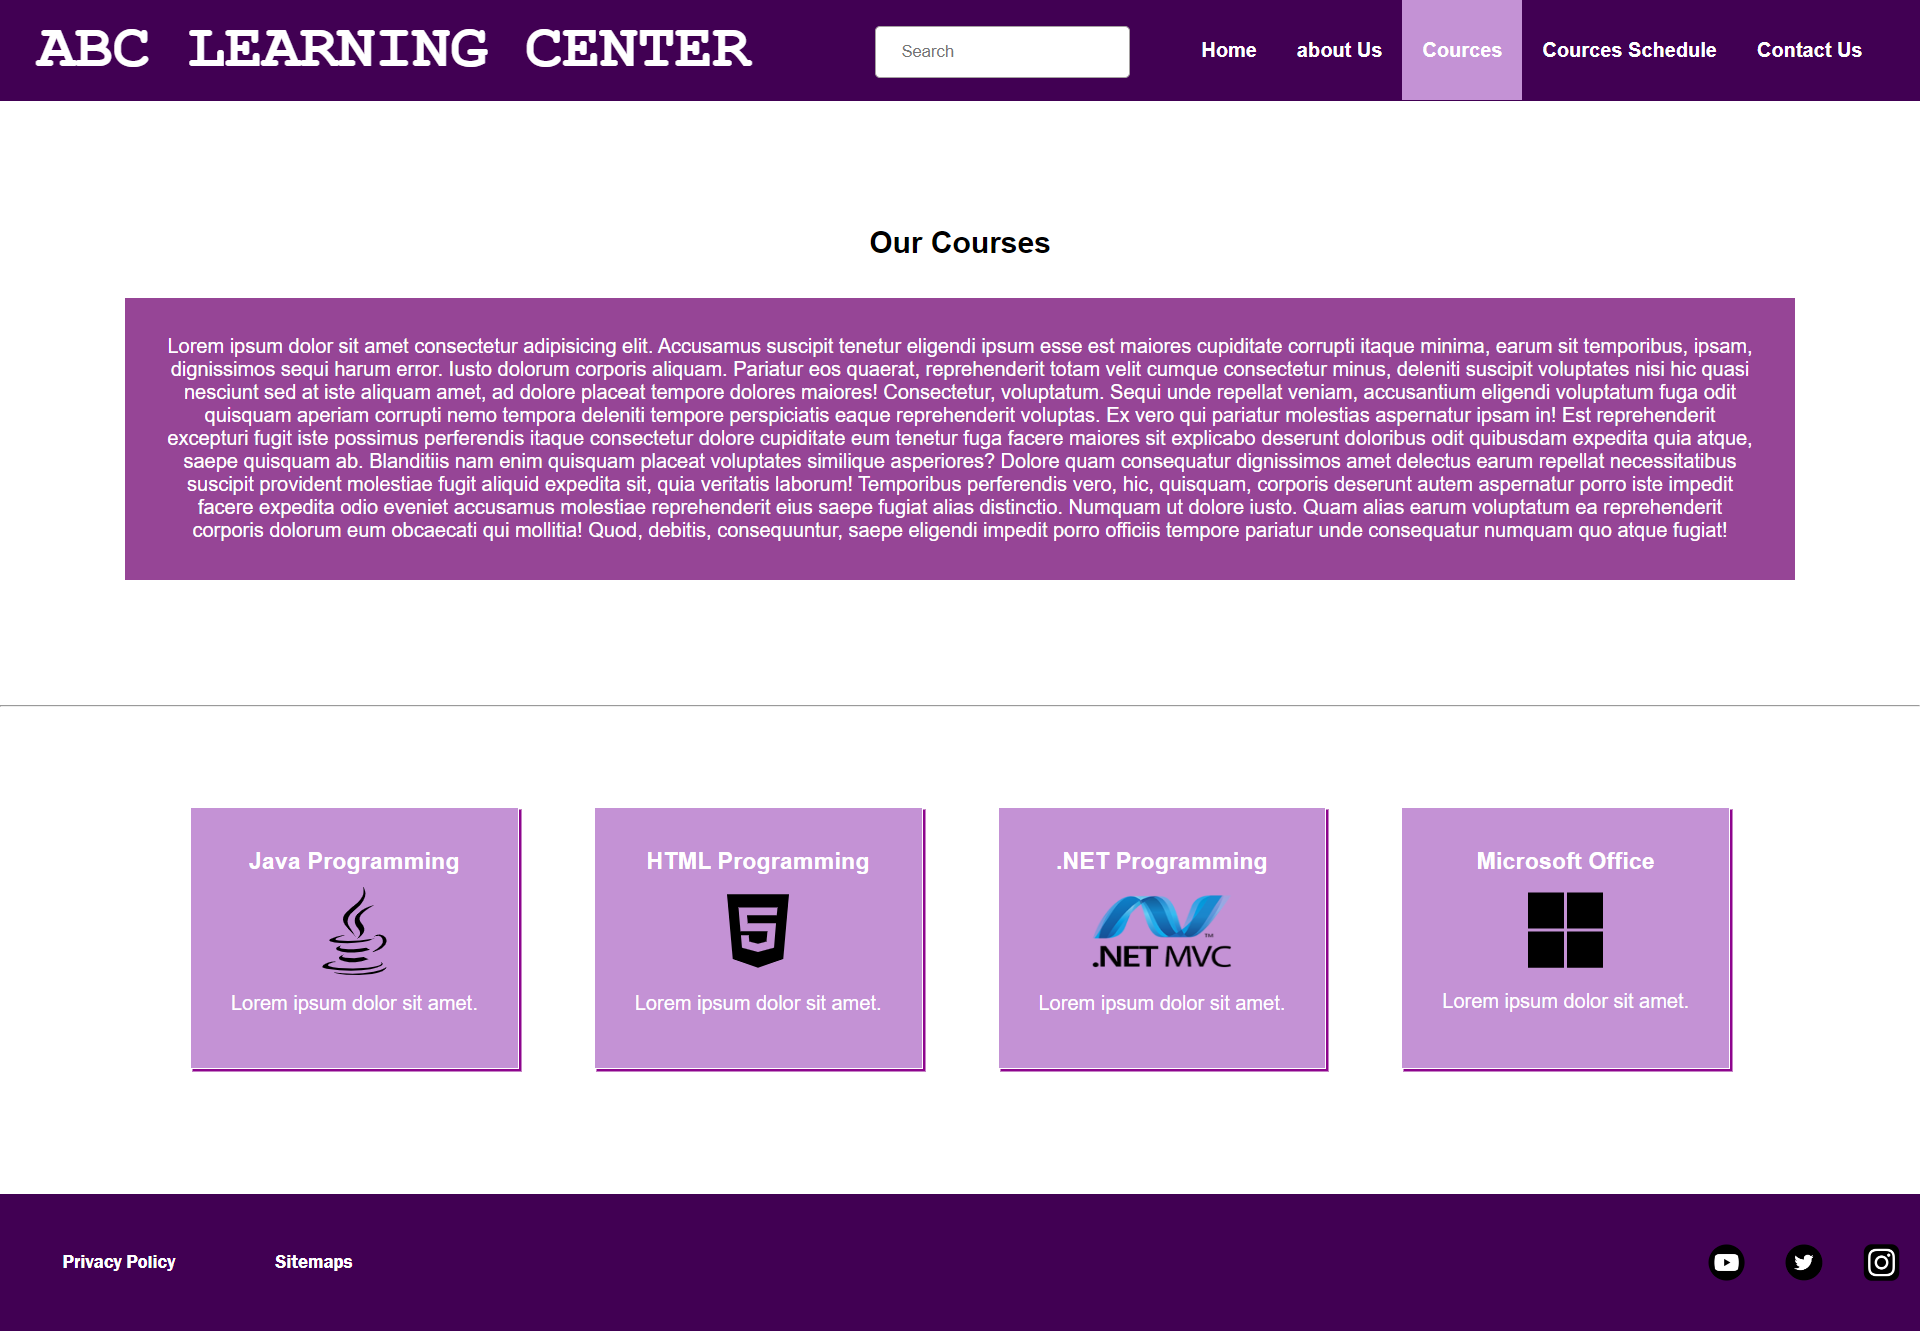 ABC LEARNING CENTER
Search
Home
about Us
Cources
Cources Schedule
Contact Us
Our Courses
Lorem ipsum dolor sit amet consectetur adipisicing elit. Accusamus suscipit tenetur eligendi ipsum esse est maiores cupiditate corrupti itaque minima, earum sit temporibus, ipsam,
dignissimos sequi harum error. Iusto dolorum corporis aliquam. Pariatur eos quaerat, reprehenderit totam velit cumque consectetur minus, deleniti suscipit voluptates nisi hic quasi
nesciunt sed at iste aliquam amet, ad dolore placeat tempore dolores maiores! Consectetur, voluptatum. Sequi unde repellat veniam, accusantium eligendi voluptatum fuga odit
quisquam aperiam corrupti nemo tempora deleniti tempore perspiciatis eaque reprehenderit voluptas. Ex vero qui pariatur molestias aspernatur ipsam in! Est reprehenderit
excepturi fugit iste possimus perferendis itaque consectetur dolore cupiditate eum tenetur fuga facere maiores sit explicabo deserunt doloribus odit quibusdam expedita quia atque,
saepe quisquam ab. Blanditiis nam enim quisquam placeat voluptates similique asperiores? Dolore quam consequatur dignissimos amet delectus earum repellat necessitatibus
suscipit provident molestiae fugit aliquid expedita sit, quia veritatis laborum! Temporibus perferendis vero, hic, quisquam, corporis deserunt autem aspernatur porro iste impedit
facere expedita odio eveniet accusamus molestiae reprehenderit eius saepe fugiat alias distinctio. Numquam ut dolore iusto. Quam alias earum voluptatum ea reprehenderit
corporis dolorum eum obcaecati qui mollitia! Quod, debitis, consequuntur, saepe eligendi impedit porro officiis tempore pariatur unde consequatur numquam quo atque fugiat!
Java Programming
Lorem ipsum dolor sit amet.
HTML Programming
Lorem ipsum dolor sit amet.
.NET Programming
TM
.NET MVC
Lorem ipsum dolor sit amet.
Microsoft Office
Lorem ipsum dolor sit amet.
Privacy Policy
Sitemaps